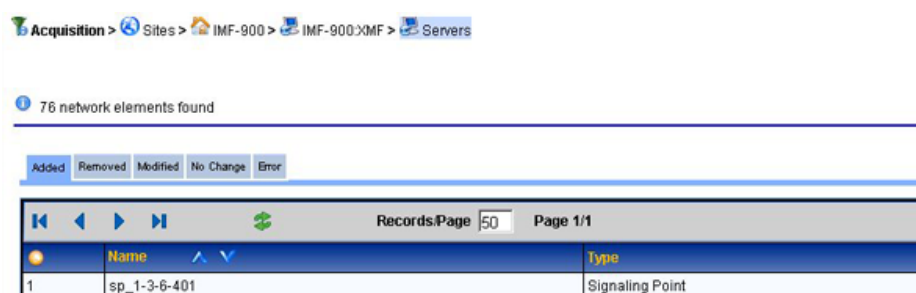 Acquisition > Sites > IMF-900 > IMF-900:XMF > Servers
76 network elements found
Added Removed Modified No Change Error
Records/Page 50 Page 1/1
Name Type
1 sp_1-3-6-401 Signaling Point